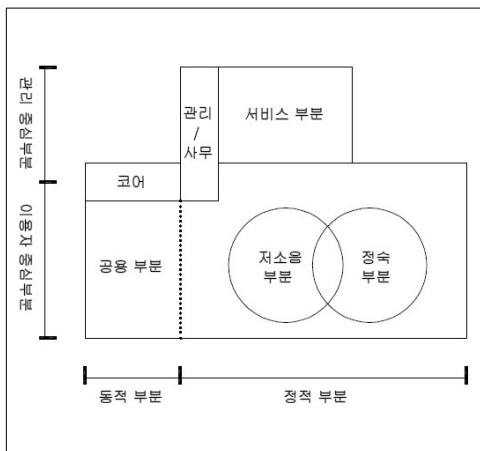 관리 중심부분
이용자 중심부분
관리
/
사무
서비스 부분
코어
공용 부분
저소음
부분
정숙
부분
동적 부분
정적 부분